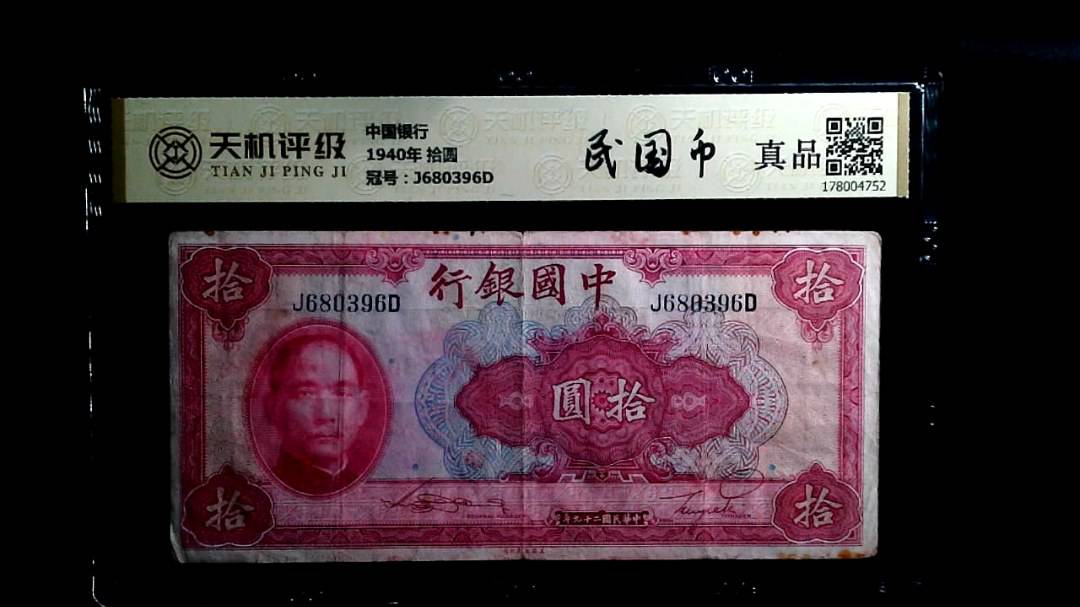 天机评级
TIAN JI PING JI
中国银行
1940年 拾圆
冠号：J680396D
民国币
真品
178004752
拾
拾
行銀國中
J680396D
J680396D
圓拾
拾
拾
年九十二國民華中